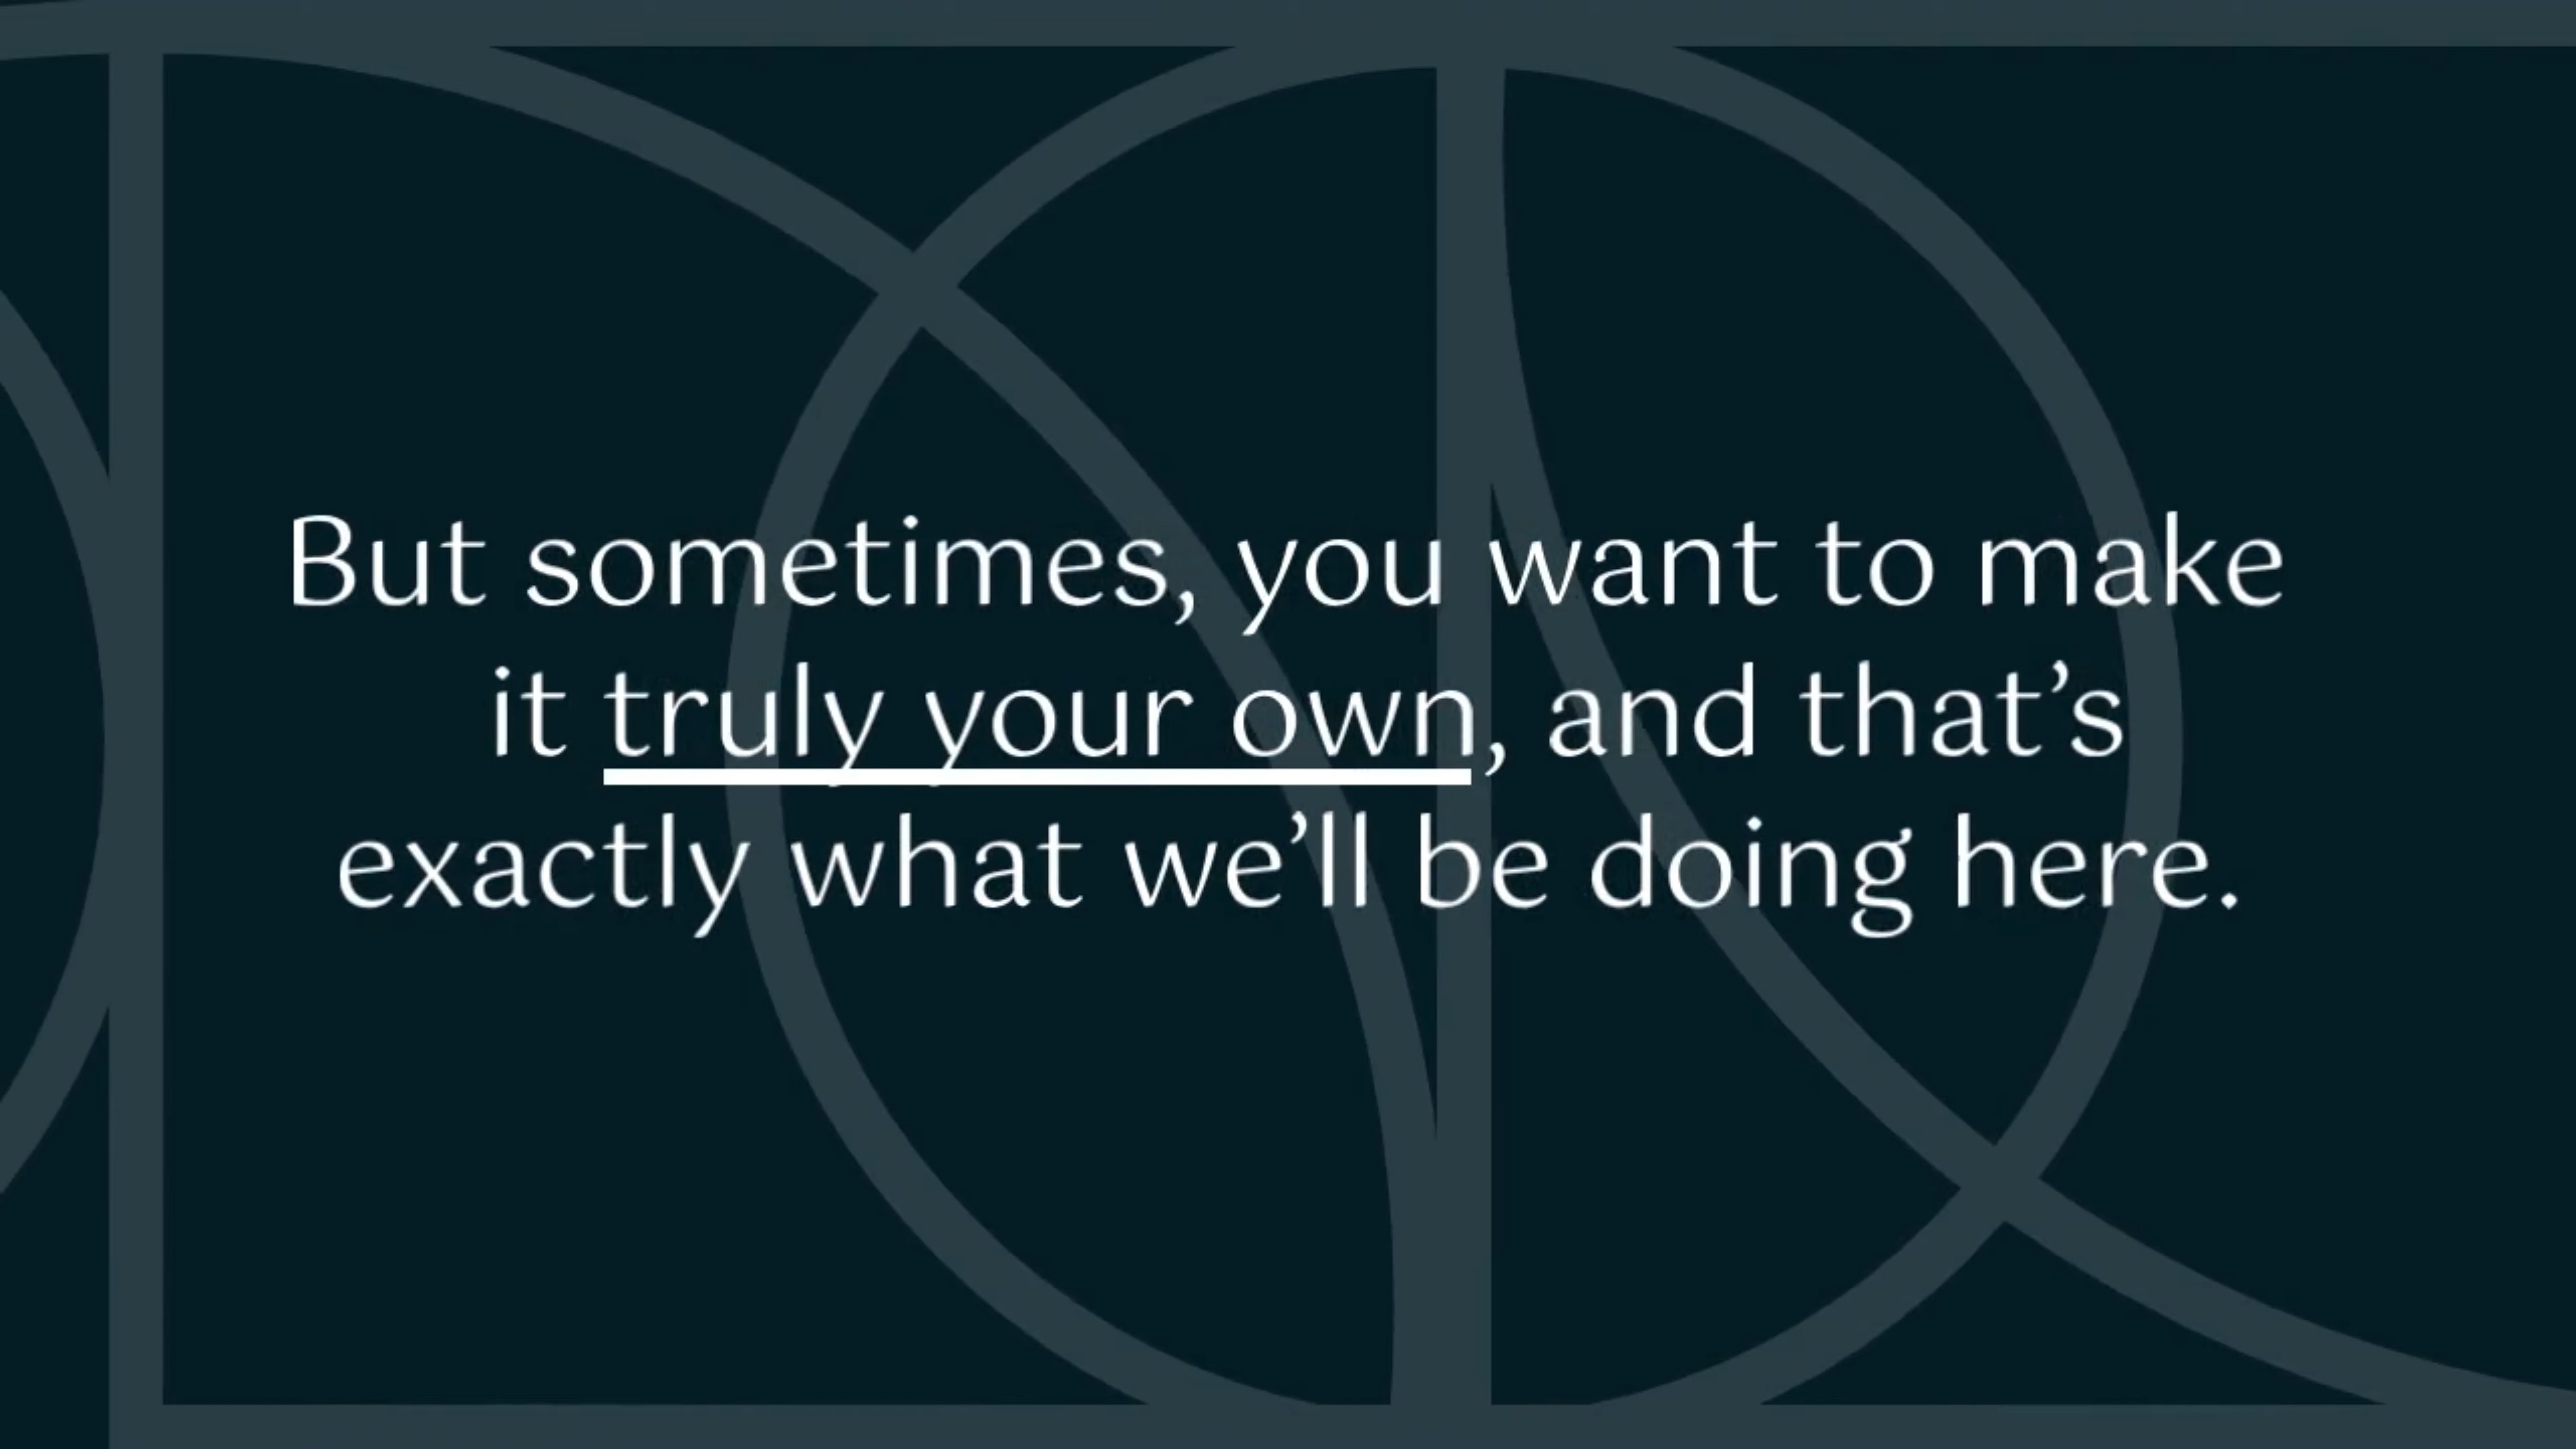 But sometimes, you want to make
it truly your own, and that’s
exactly what we’ll be doing here.